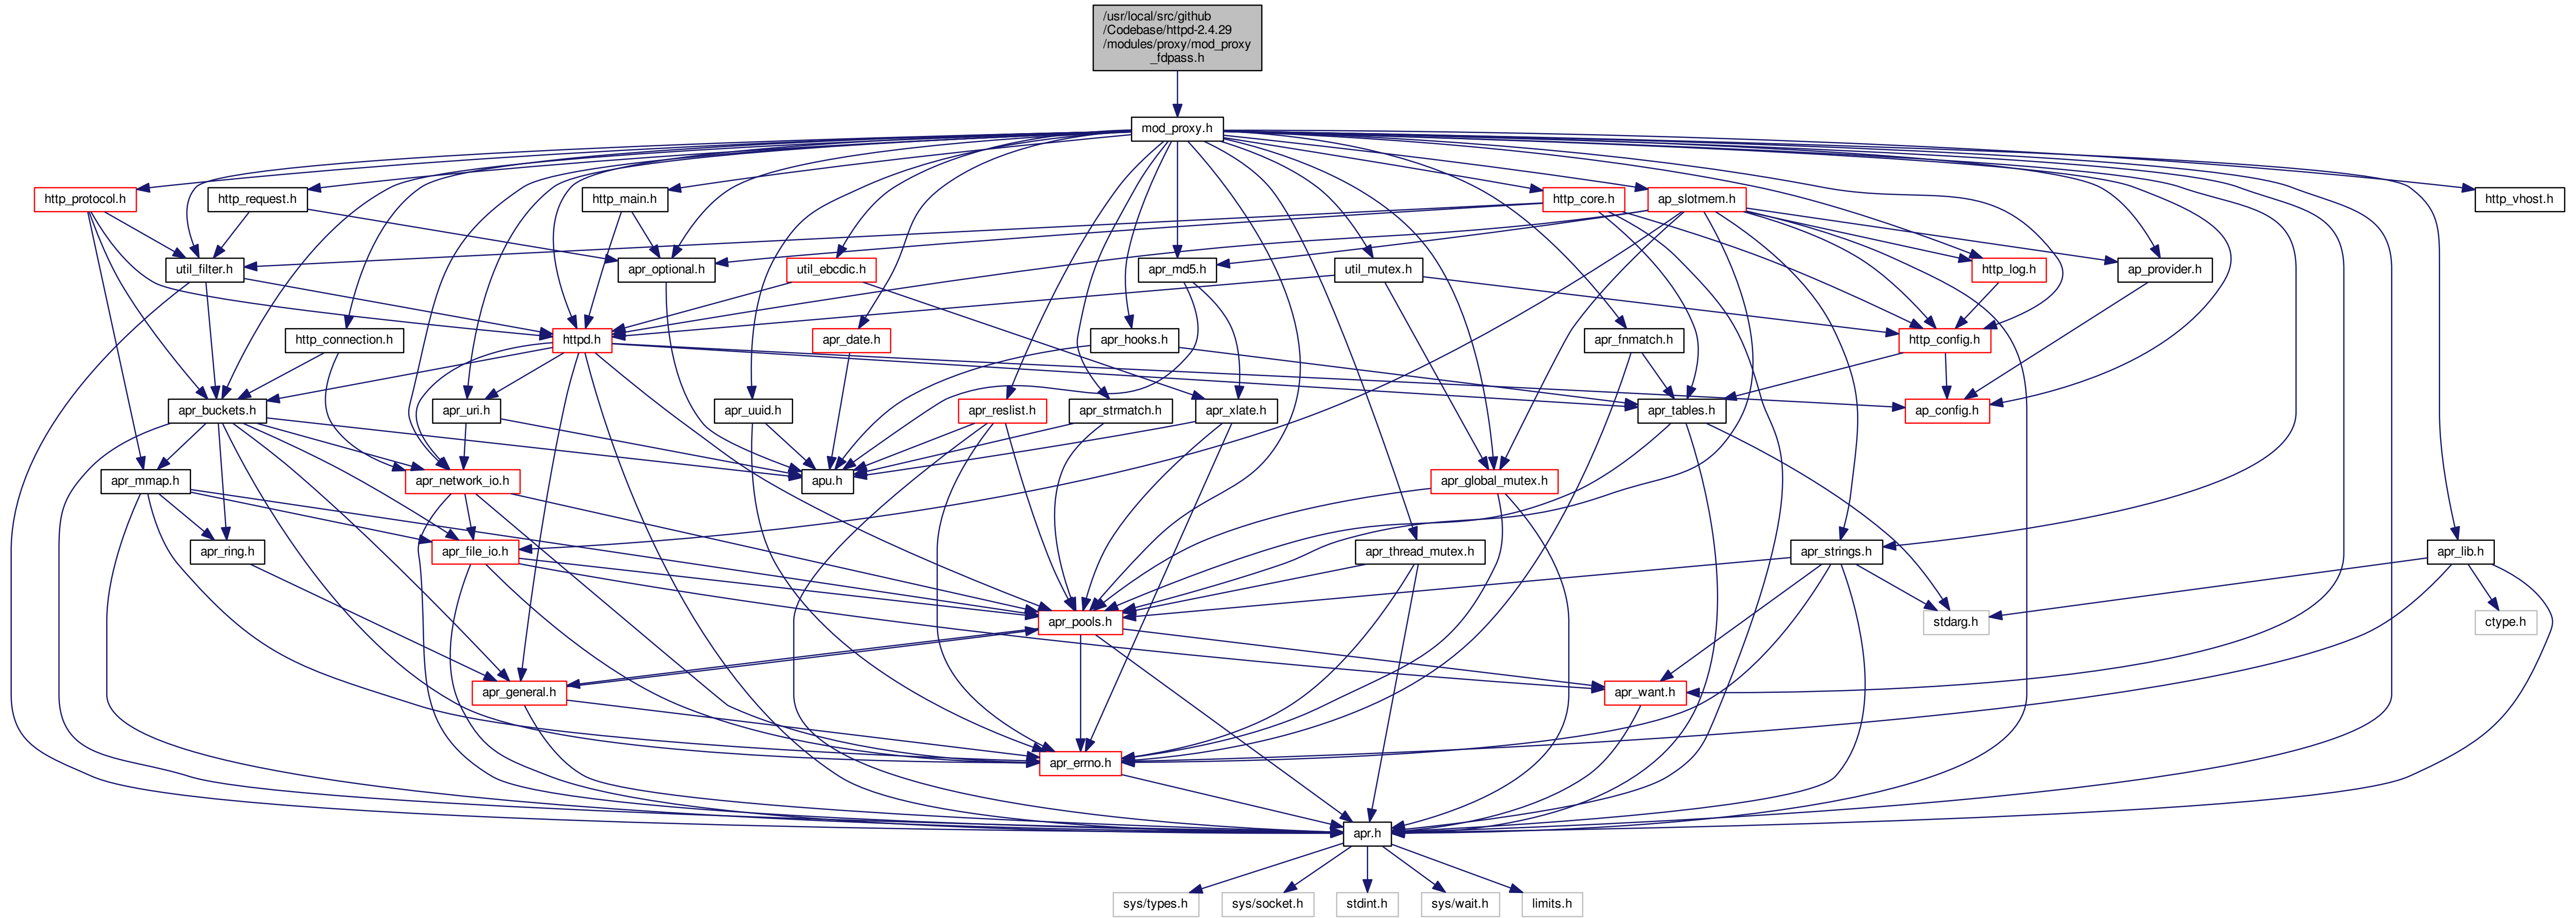 /usr/local/src/github
/Codebase/httpd-2.4.29
/modules/proxy/mod_proxy
_fdpass.h
mod_proxy.h
http_protocol.h
http_request.h
http_main.h
http_core.h
ap_slotmem.h
http_vhost.h
util_filter.h
apr_optional.h
util_ebcdic.h
apr_md5.h
util_mutex.h
http_log.h
ap_provider.h
http_connection.h
httpd.h
apr_date.h
apr_hooks.h
apr_fnmatch.h
http_config.h
apr_buckets.h
apr_uri.h
apr_uuid.h
apr_reslist.h
apr_strmatch.h
apr_xlate.h
apr_tables.h
ap_config.h
apr_mmap.h
apr_network_io.h
apu.h
apr_global_mutex.h
apr_ring.h
apr_file_io.h
apr_thread_mutex.h
apr_strings.h
apr_lib.h
apr_pools.h
stdarg.h
ctype.h
apr_general.h
apr_want.h
apr_errno.h
apr.h
sys/types.h
sys/socket.h
stdint.h
sys/wait.h
limits.h